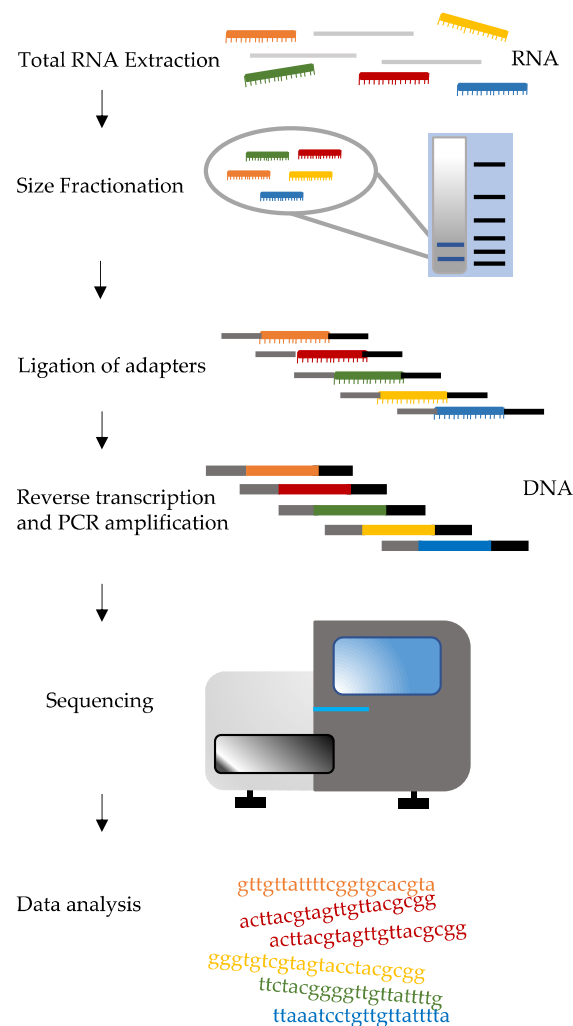 Total RNA Extraction
RNA
Size Fractionation
Ligation of adapters
Reverse transcription
and PCR amplification
DNA
Sequencing
Data analysis
gttgttattttcggtgcacgta
acttacgtagttgttacgcgg
acttacgtagttgttacgcgg
gggtgtcgtagtacctacgcgg
ttctacggggttgttattttg
ttaaatcctgttgttatttta